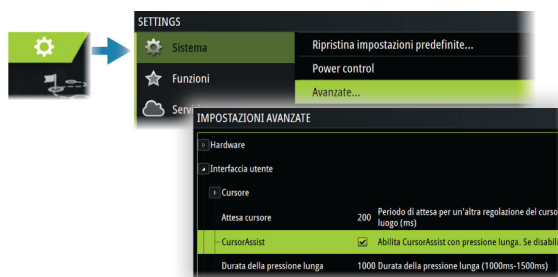 SETTINGS
Sistema
Ripristina impostazioni predefinite...
Funzioni
Power control
Avanzate...
IMPOSTAZIONI AVANZATE
Hardware
Interfaccia utente
Cursore
Attesa cursore 200 Periodo di attesa per un'altra regolazione del
luogo (ms)
CursorAssist Abilita CursorAssist con pressione lunga. Se
Durata della pressione lunga 1000 Durata della pressione lunga (1000ms-1500ms)